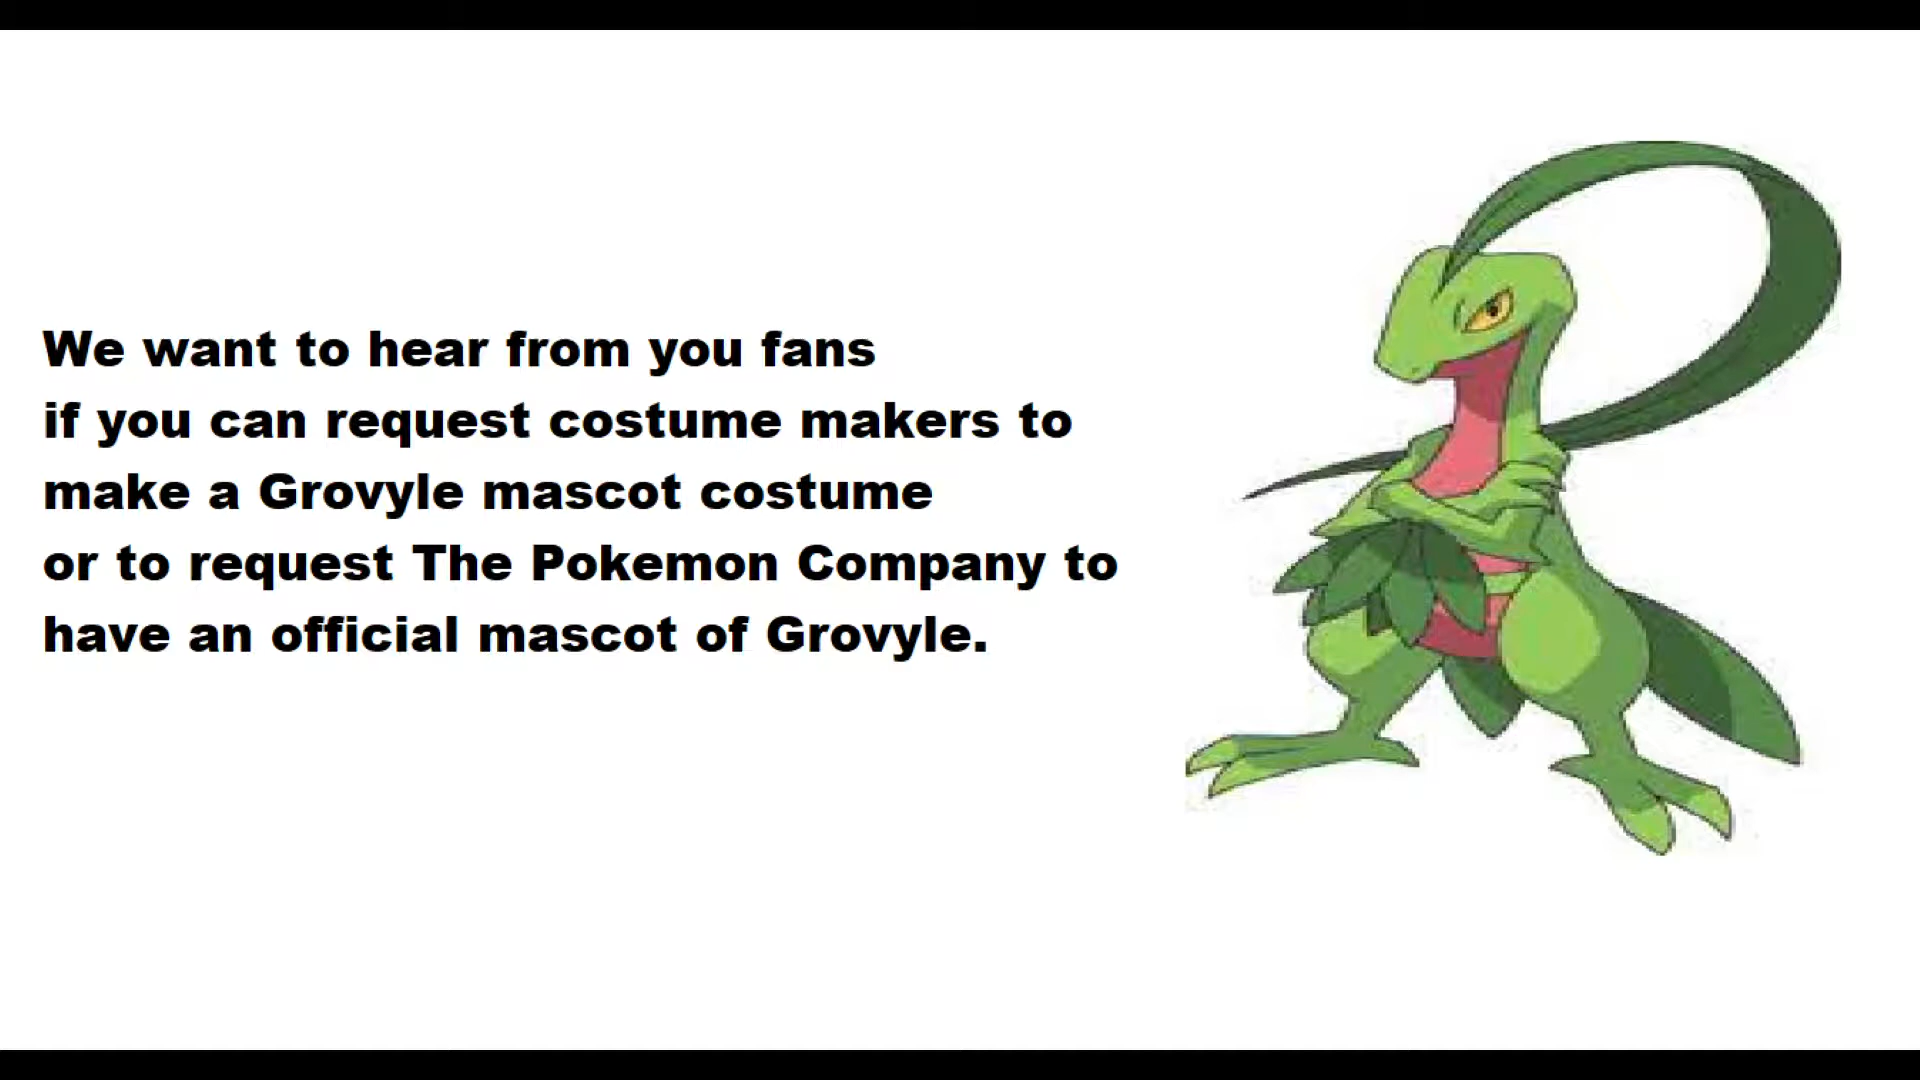 We want to hear from you fans
if you can request costume makers to
make a Grovyle mascot costume
or to request The Pokemon Company to
have an official mascot of Grovyle.